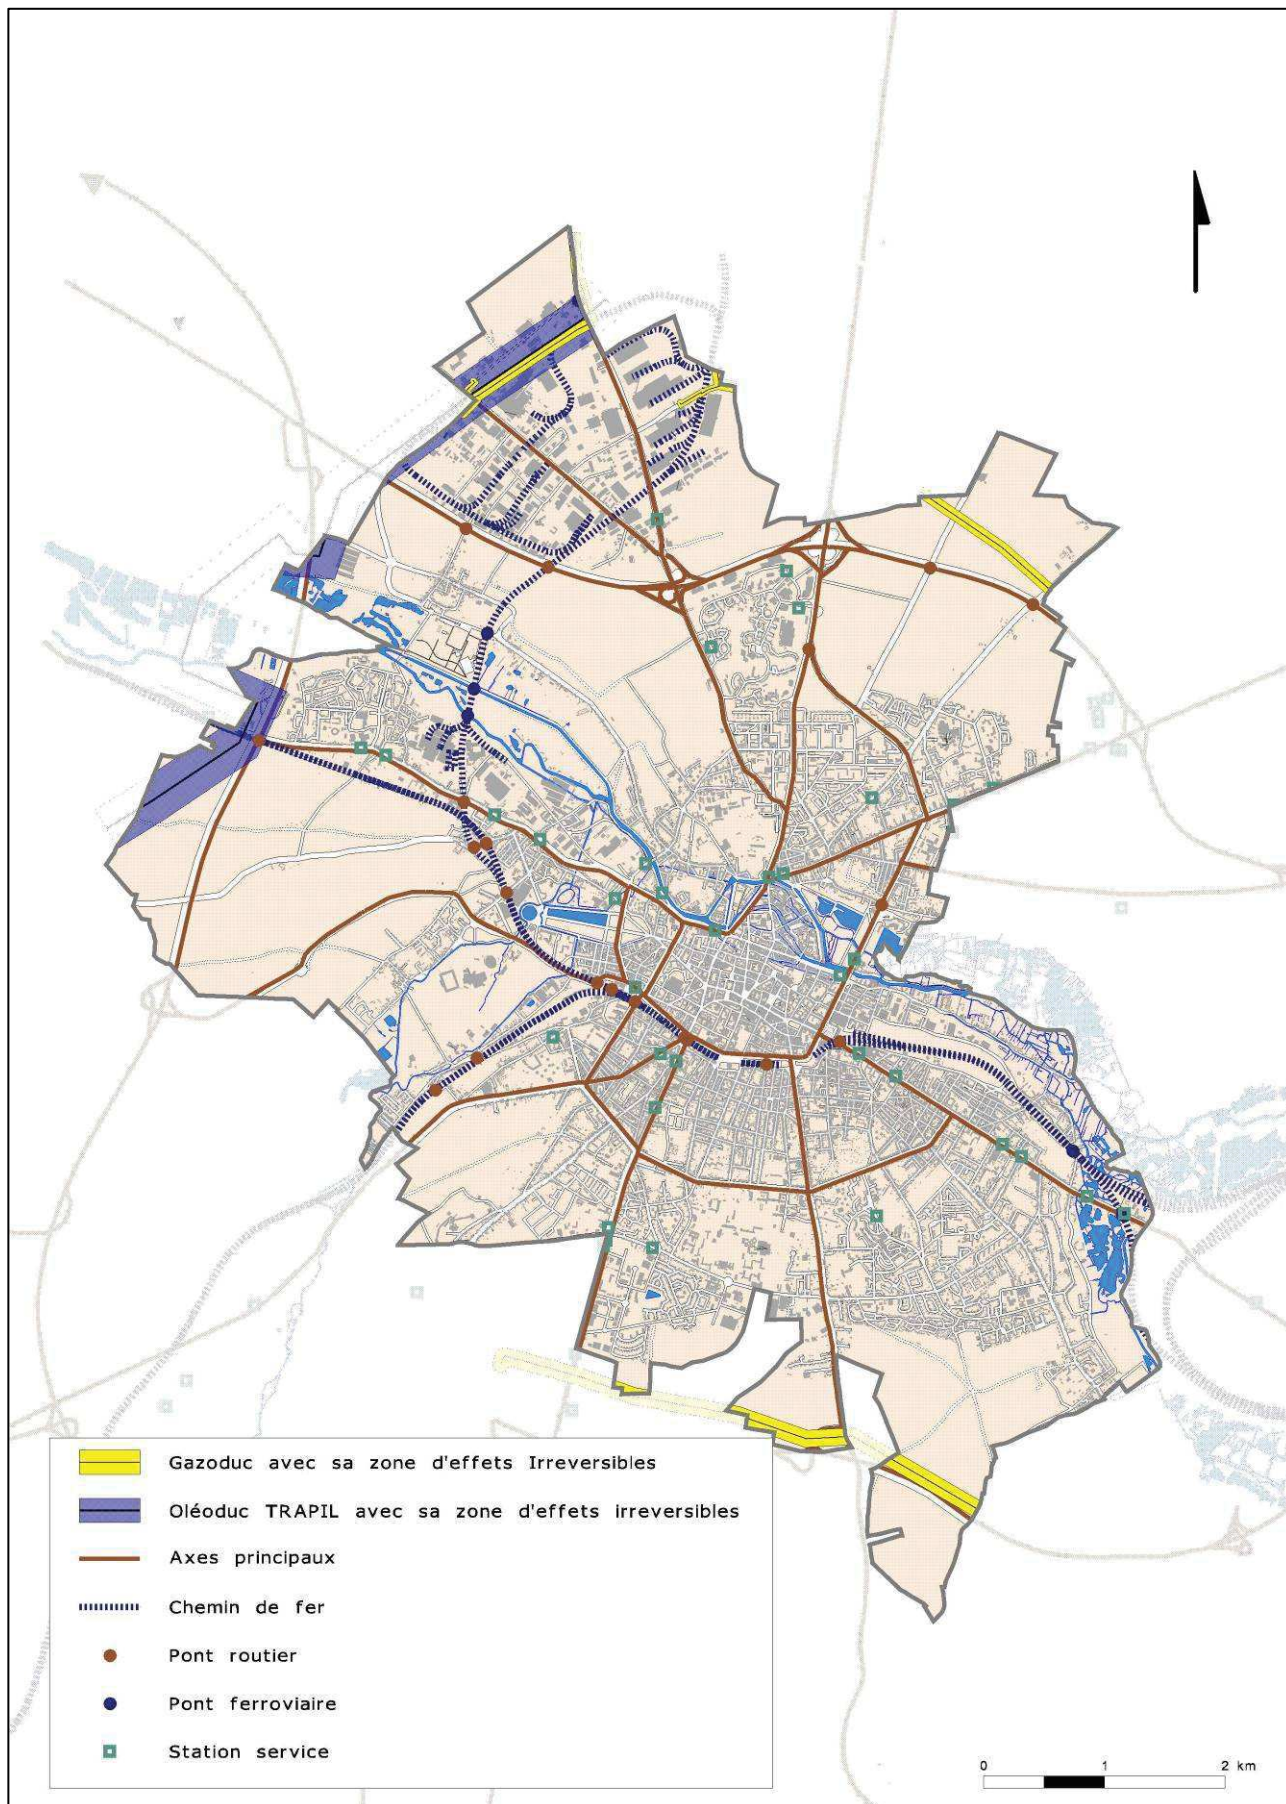 Gazoduc avec sa zone d'effets Irreversibles
Oléoduc TRAPIL avec sa zone d'effets irreversibles
Axes principaux
Chemin de fer
Pont routier
Pont ferroviaire
Station service
0 1 2 km